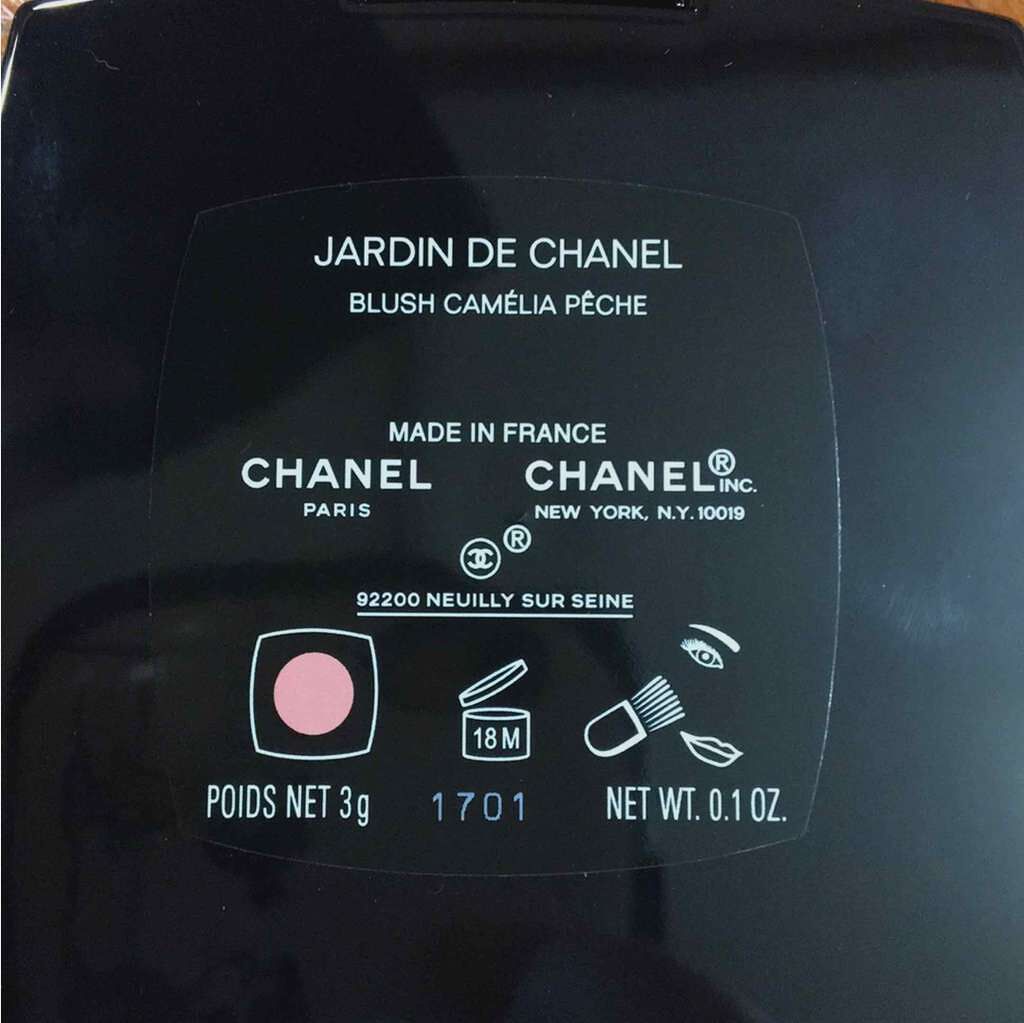 JARDIN DE CHANEL
BLUSH CAMÉLIA PÊCHE
MADE IN FRANCE
CHANEL CHANEL® INC.
PARIS NEW YORK, N.Y. 10019
®
92200 NEUILLY SUR SEINE
18M
POIDS NET 3g 1701 NET WT. 0.1 OZ.